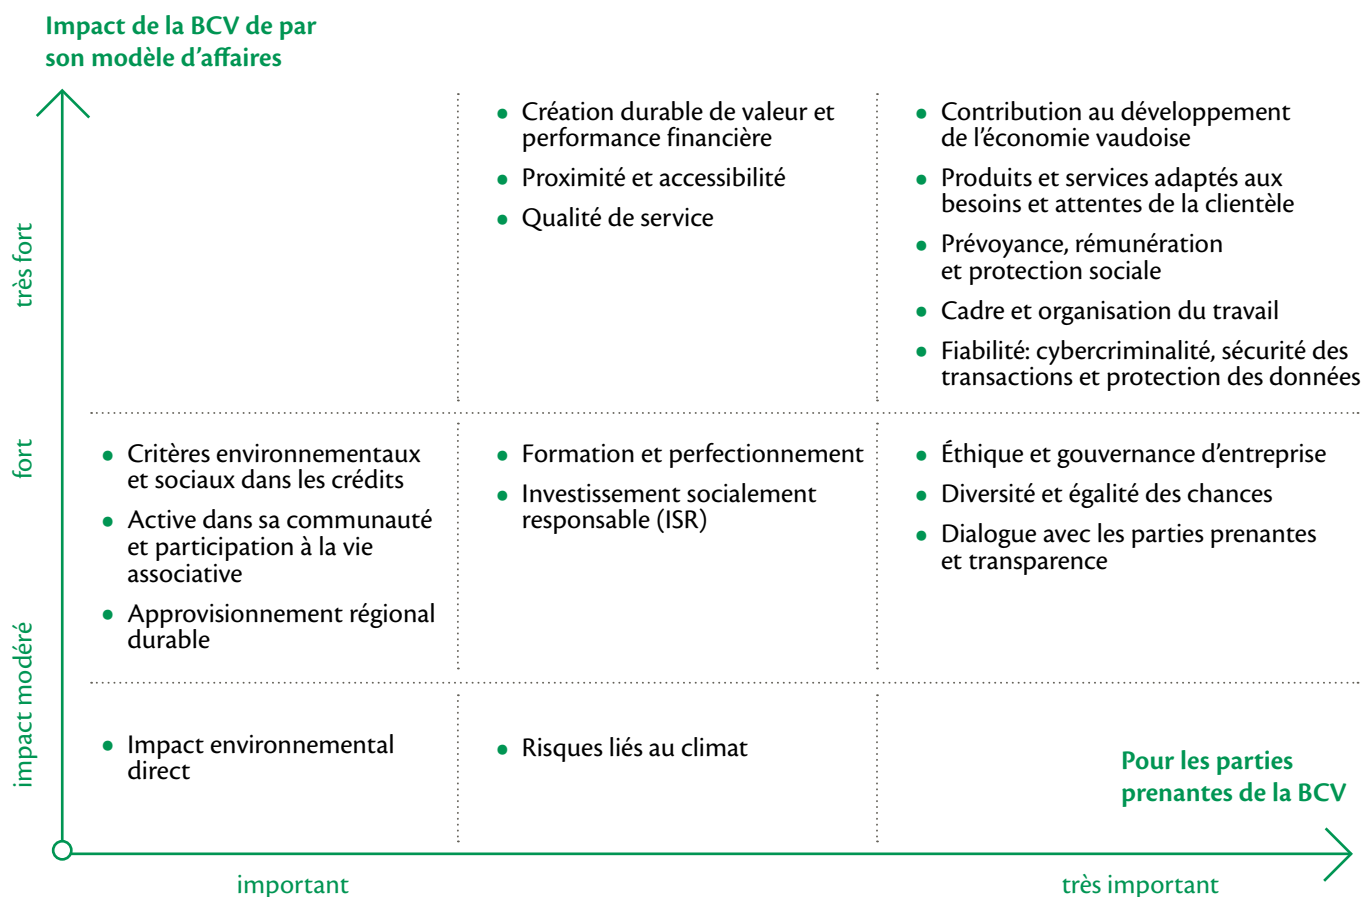 Impact de la BCV de par
son modèle d’affaires
très fort
• Création durable de valeur et
performance financière
• Proximité et accessibilité
• Qualité de service
• Contribution au développement
de l’économie vaudoise
• Produits et services adaptés aux
besoins et attentes de la clientèle
• Prévoyance, rémunération
et protection sociale
• Cadre et organisation du travail
• Fiabilité: cybercriminalité, sécurité des
transactions et protection des données
fort
• Critères environnementaux
et sociaux dans les crédits
• Active dans sa communauté
et participation à la vie
associative
• Approvisionnement régional
durable
• Formation et perfectionnement
• Investissement socialement
responsable (ISR)
• Éthique et gouvernance d’entreprise
• Diversité et égalité des chances
• Dialogue avec les parties prenantes
et transparence
impact modéré
• Impact environnemental
direct
• Risques liés au climat
Pour les parties
prenantes de la BCV
important
très important